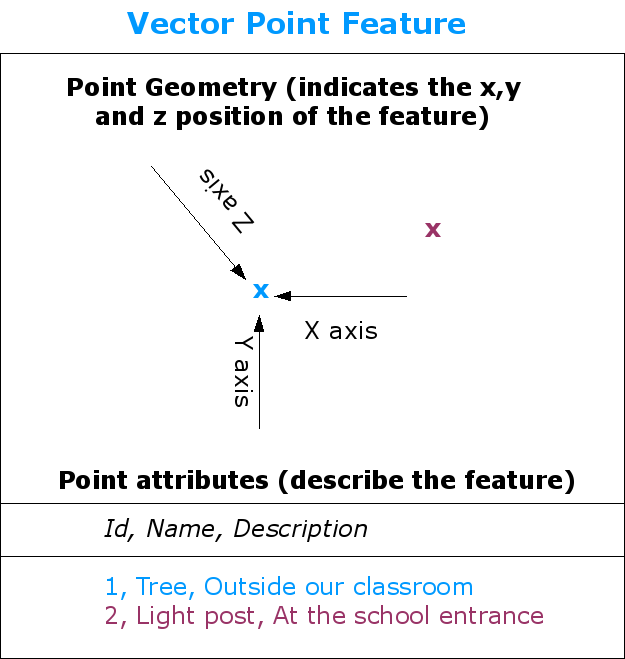 Vector Point Feature
Point Geometry (indicates the x,y
and z position of the feature)
Z axis
x
x
X axis
Y axis
Point attributes (describe the feature)
Id, Name, Description
1, Tree, Outside our classroom
2, Light post, At the school entrance